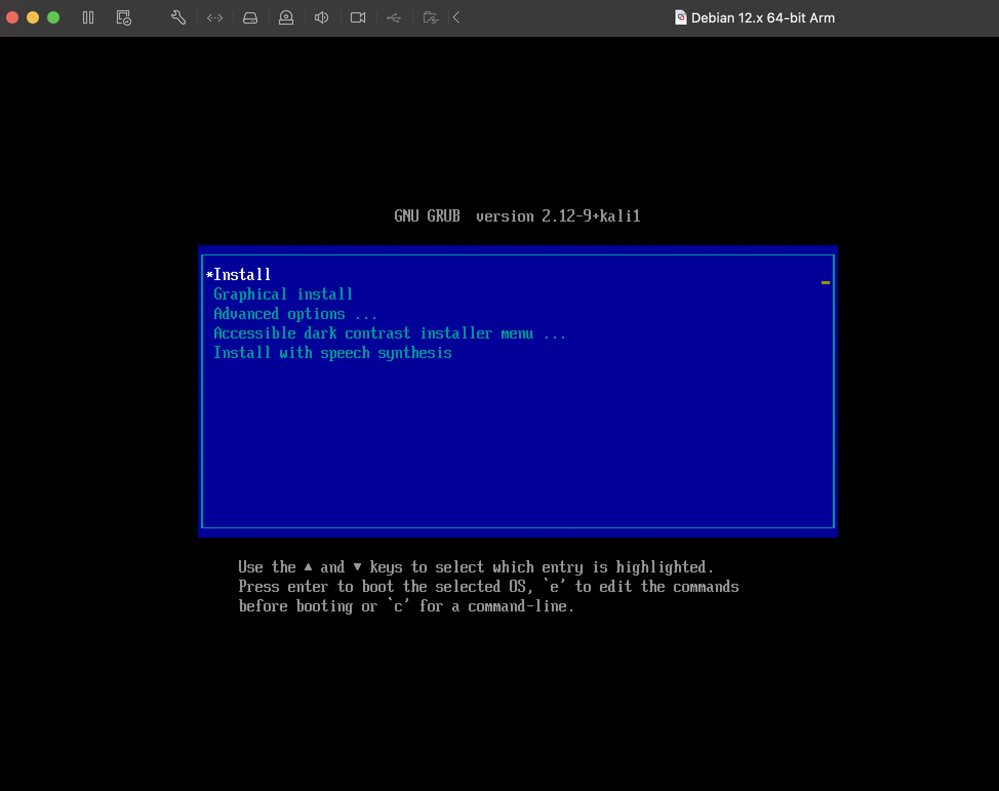 Debian 12.x 64-bit Arm
GNU GRUB  version 2.12-9+kali1
*Install
Graphical install
Advanced options ...
Accessible dark contrast installer menu ...
Install with speech synthesis
Use the ▲ and ▼ keys to select which entry is highlighted.
Press enter to boot the selected OS, `e' to edit the commands
before booting or `c' for a command-line.